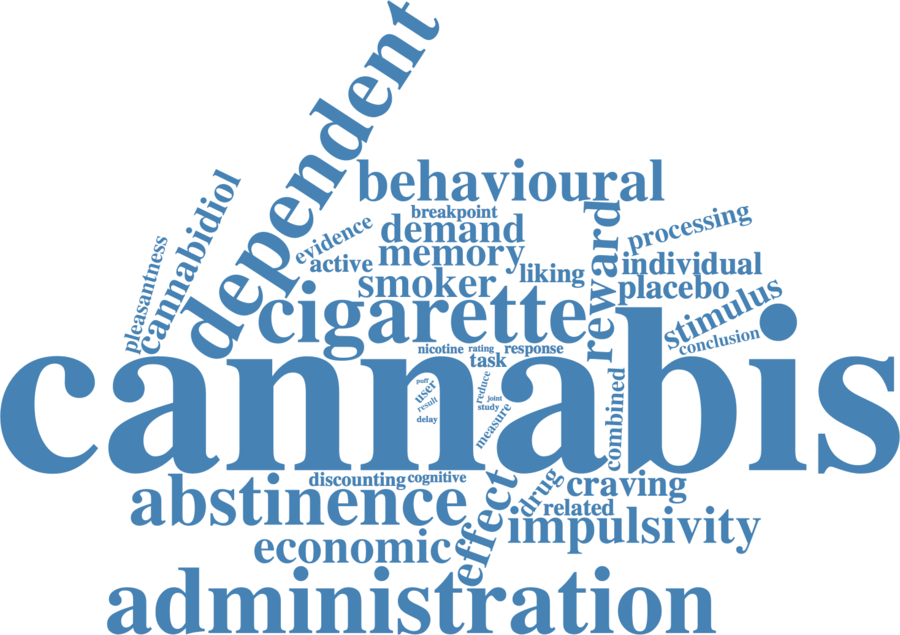 dependent
behavioural
breakpoint
cannabidiol
reward
processing
evidence
demand
pleasantness
memory
active
liking
individual
smoker
placebo
stimulus
cigarette
conclusion
nicotine
rating
response
task
cannabis
puff
user
result
delay
reduce
joint
study
measure
combined
discounting
cognitive
abstinence
effect
drug
craving
related
impulsivity
economic
administration